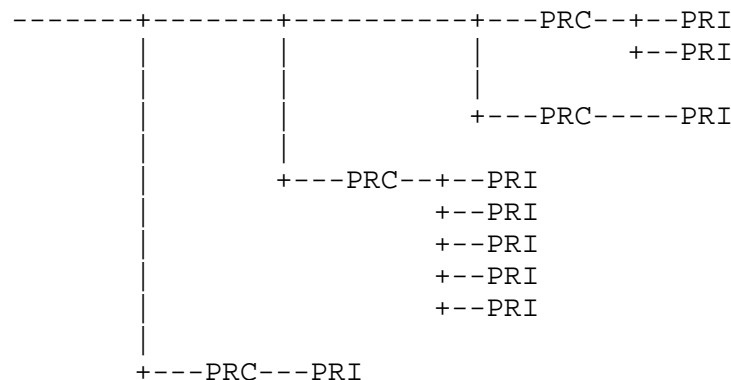 -------+-------+----------+---PRC--+--PRI
       |       |          |        +--PRI
       |       |          |
       |       |          +---PRC-----PRI
       |       |
       |       +---PRC--+--PRI
       |                +--PRI
       |                +--PRI
       |                +--PRI
       |                +--PRI
       |
       +---PRC---PRI